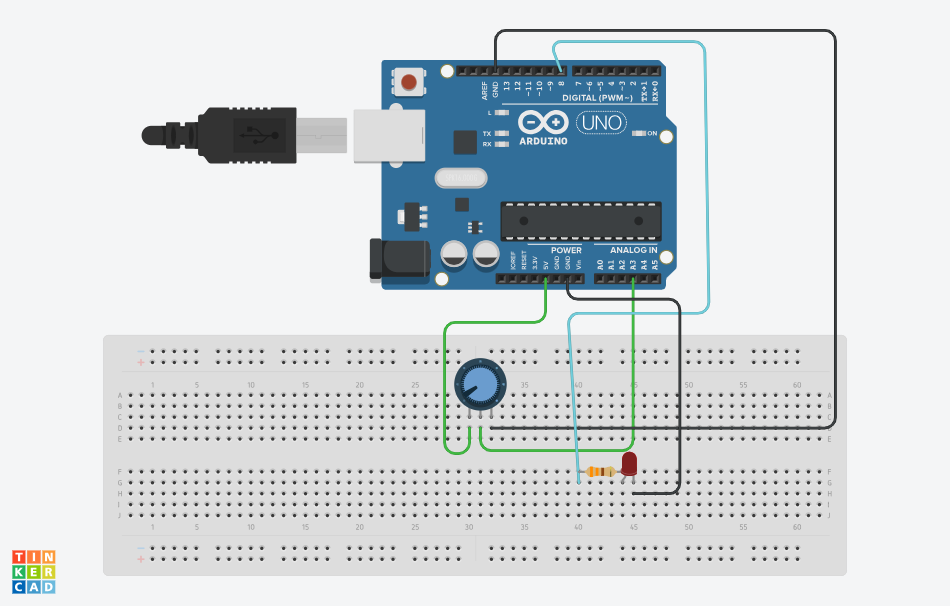 AREF
GND
13
12
~11
~10
~9
8
7
~6
~5
4
~3
2
TX→1
RX←0
DIGITAL (PWM~)
L
TX
RX
UNO
ARDUINO
ON
POWER
ANALOG IN
IOREF
RESET
3.3V
5V
GND
GND
Vin
A0
A1
A2
A3
A4
A5
1 5 10 15 20 25 40 45 50 55 60
A A
B B
C C
D
E E
F F
G G
H H
I I
J J
1 5 10 15 20 25 30 35 40 45 50 55 60
TIN
KER
CAD